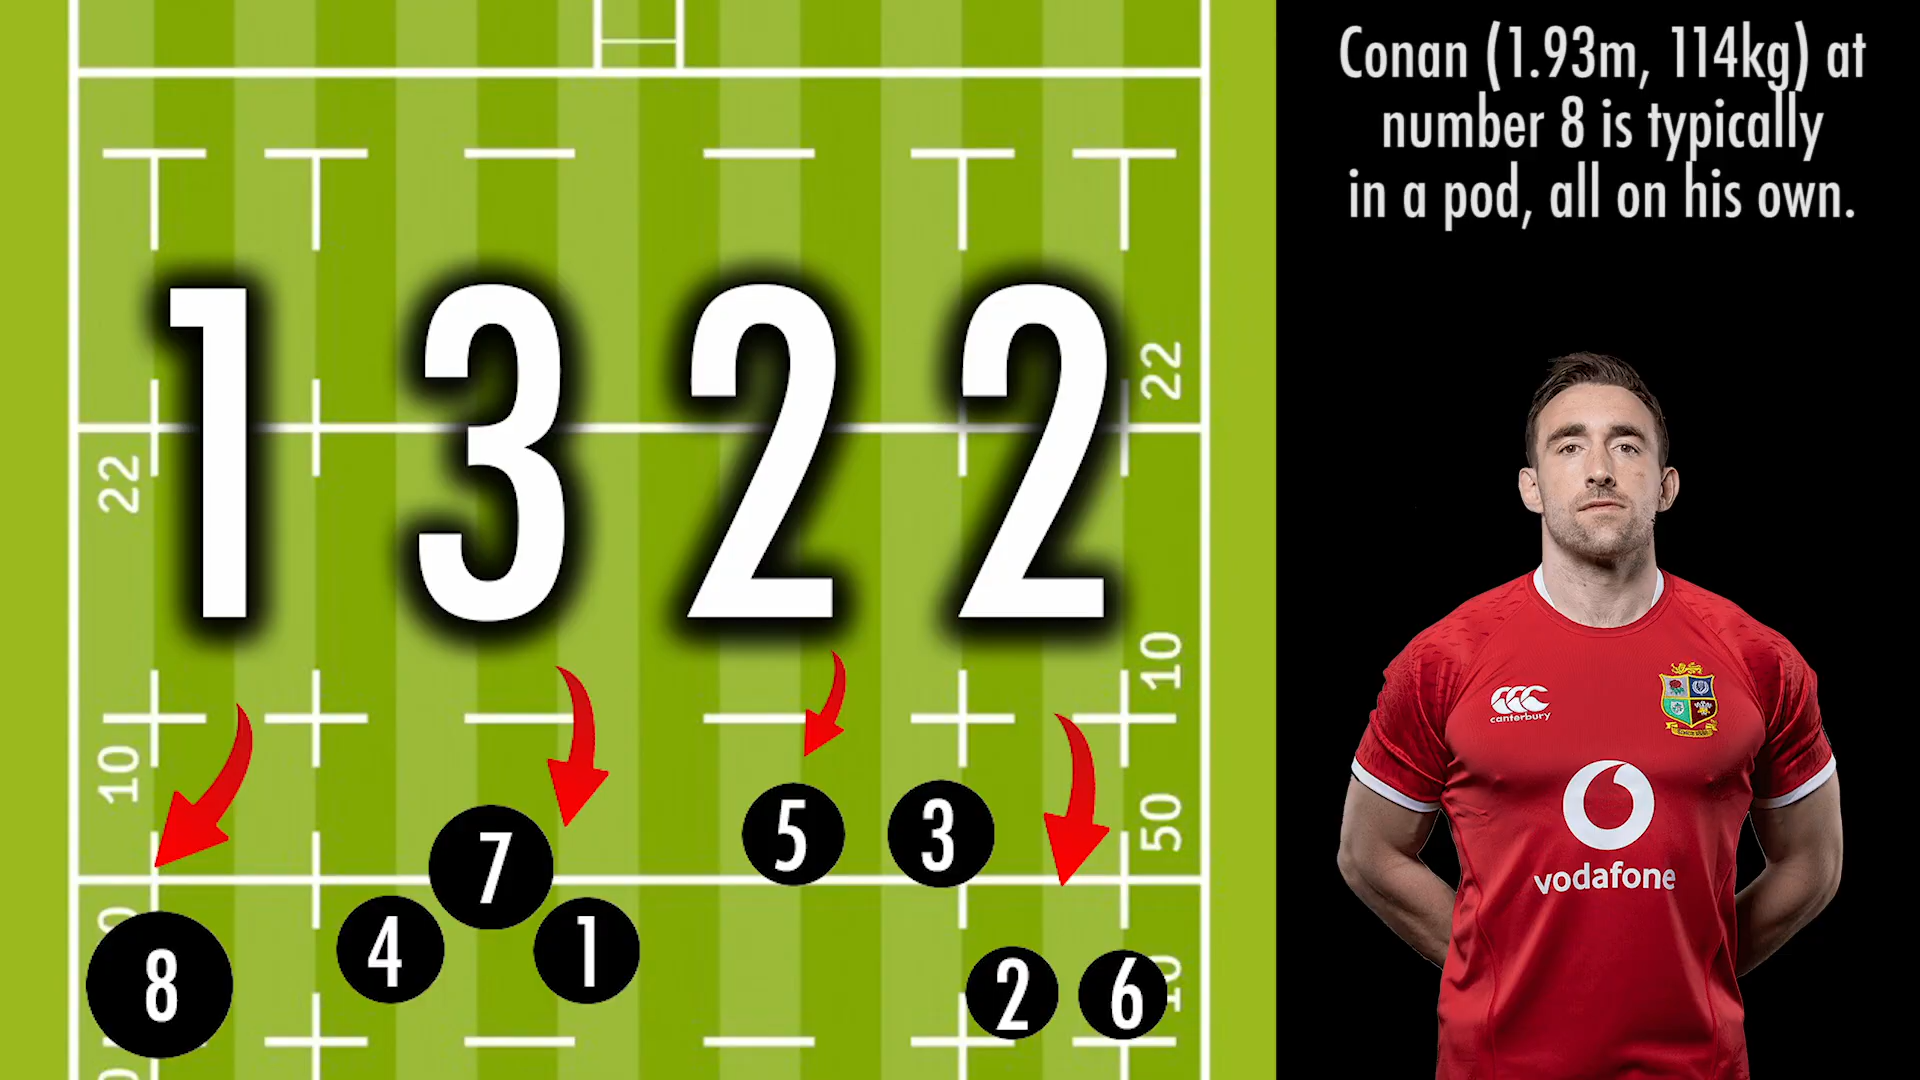 Conan (1.93m, 114kg) at
number 8 is typically
in a pod, all on his own.
1 3 2 2
22
22
10
10
50
canterbury
vodafone
5 3
7
4 1
8
2 6
10